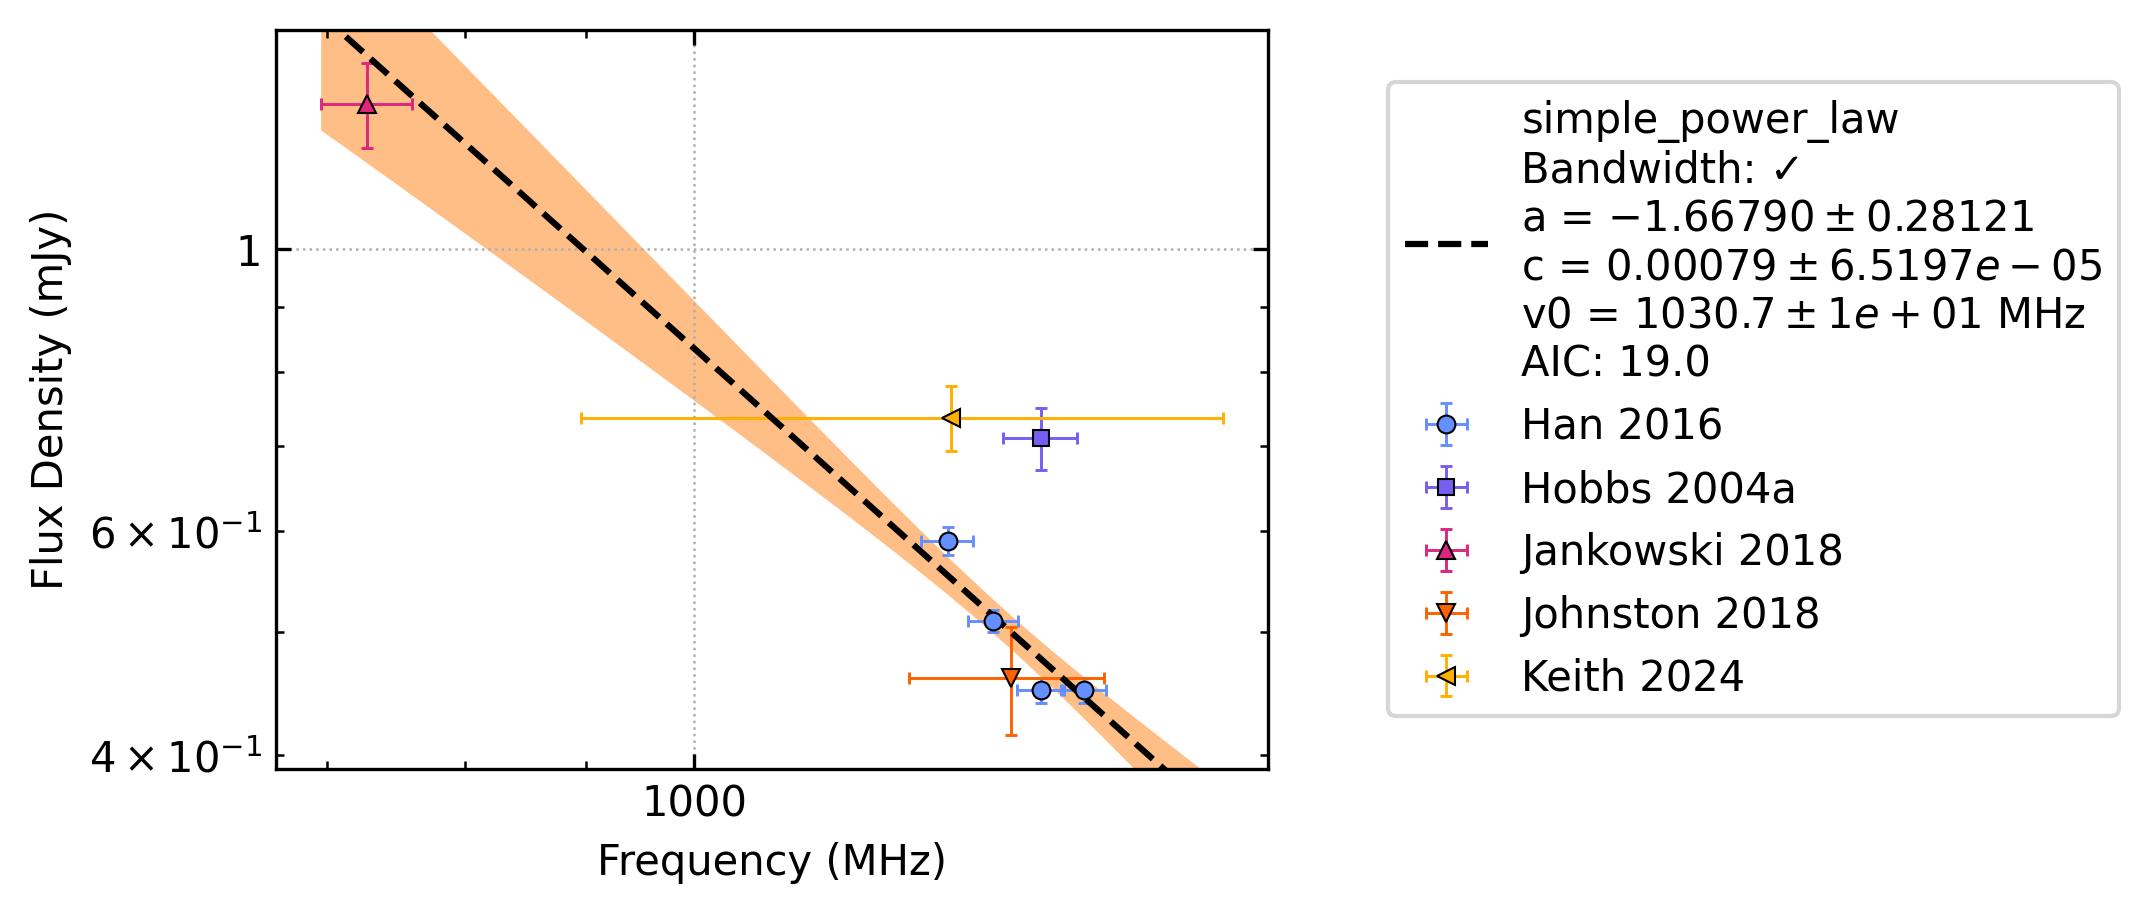 Flux Density (mJy)
1
6 × 10⁻¹
4 × 10⁻¹
1000
Frequency (MHz)
simple_power_law
Bandwidth: ✓
a = −1.66790 ± 0.28121
c = 0.00079 ± 6.5197e − 05
v0 = 1030.7 ± 1e + 01 MHz
AIC: 19.0
Han 2016
Hobbs 2004a
Jankowski 2018
Johnston 2018
Keith 2024